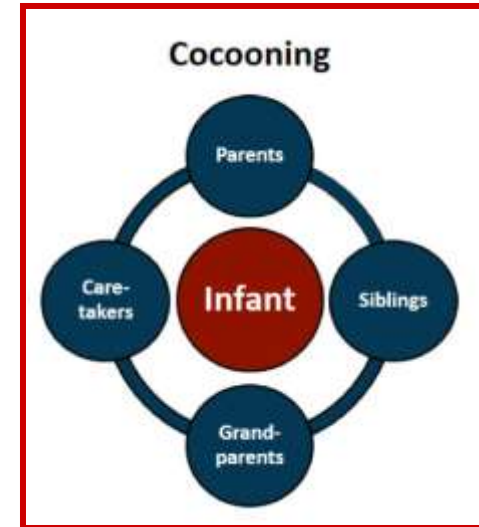 Cocooning
Parents
Care-
takers
Infant
Siblings
Grand-
parents